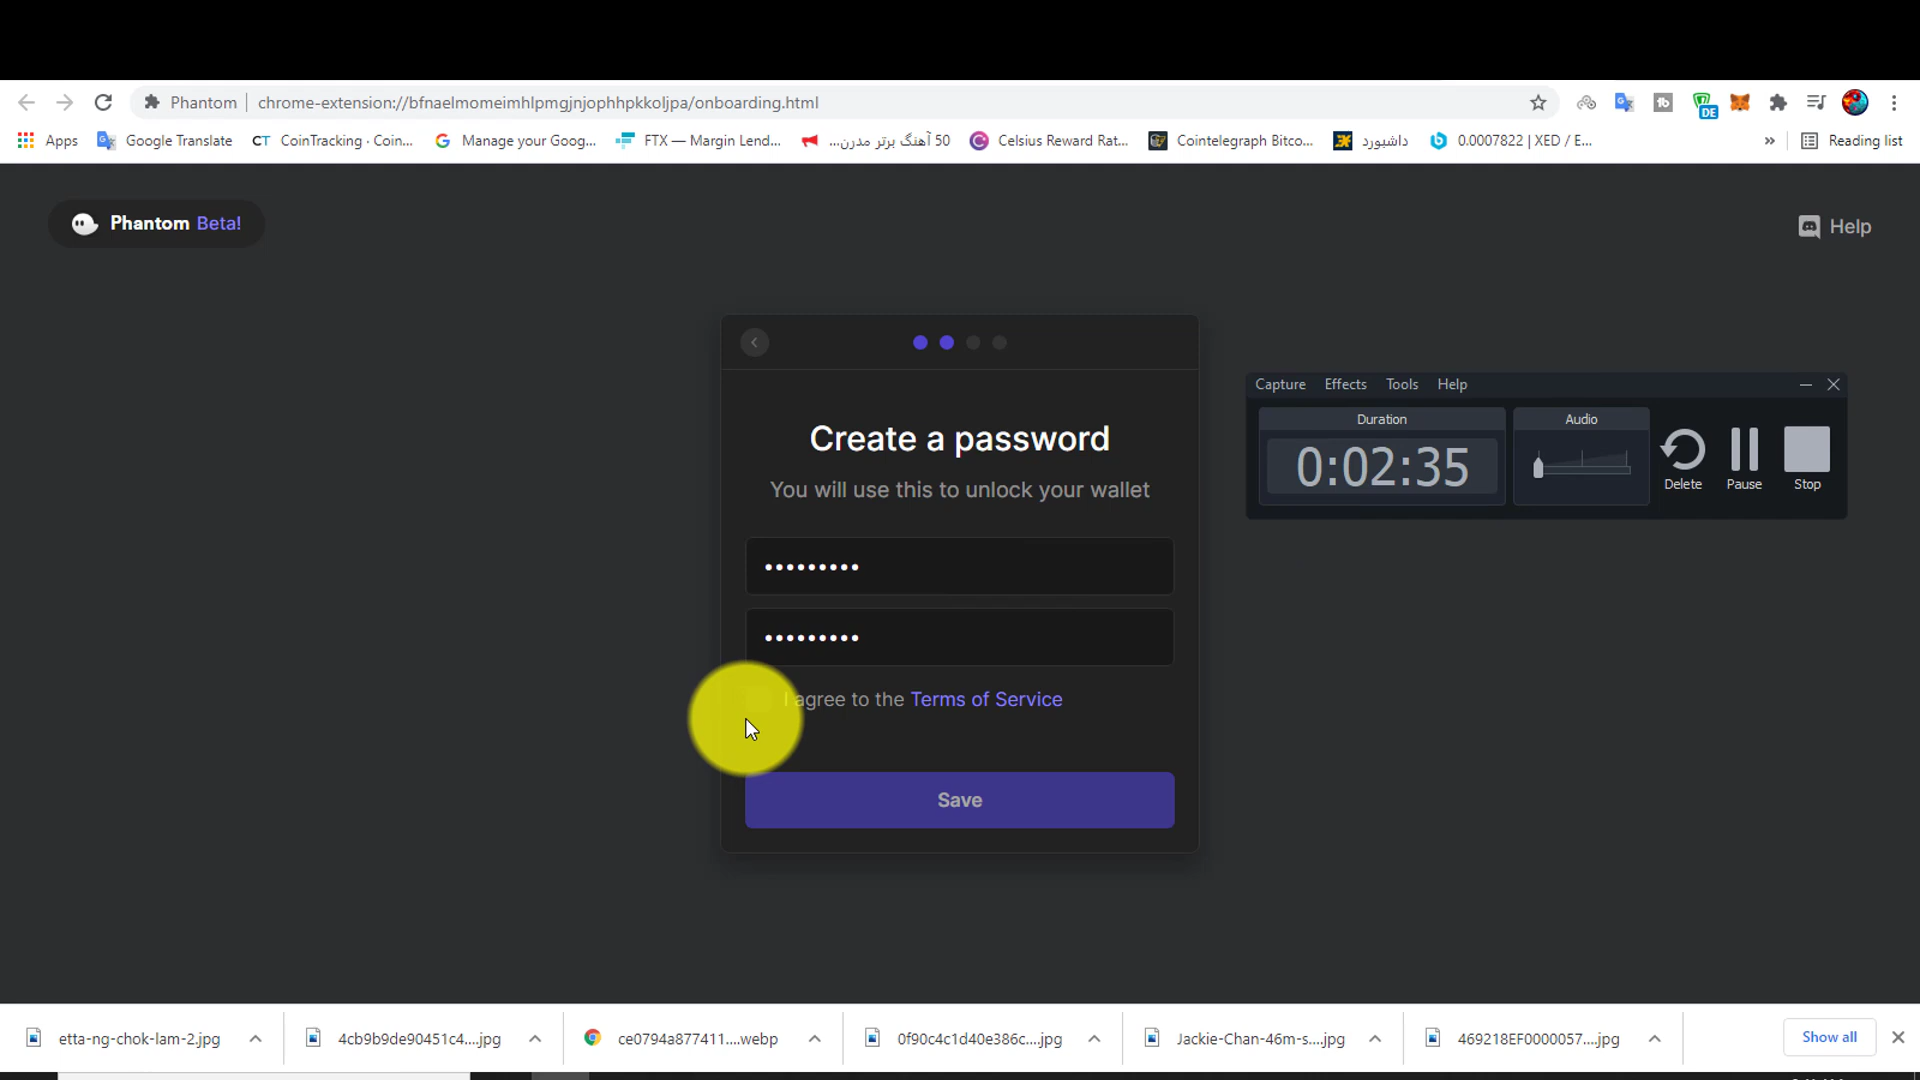 Phantom chrome-extension://bfnaelmomeimhlpmgjnjophhpkkoljpa/onboarding.html
DE
Apps Google Translate CT CoinTracking · Coin... Manage your Goog... FTX — Margin Lend... 50 آهنگ برتر مدرن... Celsius Reward Rat... Cointelegraph Bitco... داشبورد 0.0007822 | XED / E... » Reading list
Phantom Beta!
Help
Create a password
You will use this to unlock your wallet
•••••••••
•••••••••
I agree to the Terms of Service
Save
Capture Effects Tools Help
Duration Audio
0:02:35
Delete Pause Stop
etta-ng-chok-lam-2.jpg 4cb9b9de90451c4....jpg ce0794a877411....webp 0f90c4c1d40e386c....jpg Jackie-Chan-46m-s....jpg 469218EF0000057....jpg Show all